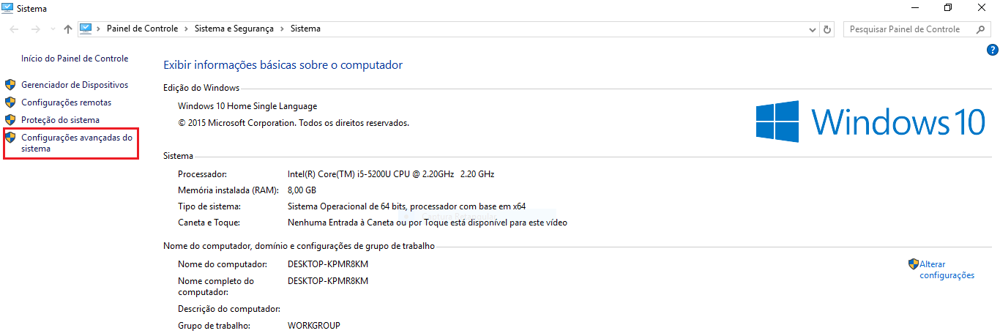 Sistema
Painel de Controle > Sistema e Segurança > Sistema
Pesquisar Painel de Controle
Início do Painel de Controle
Gerenciador de Dispositivos
Configurações remotas
Proteção do sistema
Configurações avançadas do
sistema
Exibir informações básicas sobre o computador
Edição do Windows
Windows 10 Home Single Language
© 2015 Microsoft Corporation. Todos os direitos reservados.
Windows 10
Sistema
Processador: Intel(R) Core(TM) i5-5200U CPU @ 2.20GHz 2.20 GHz
Memória instalada (RAM): 8,00 GB
Tipo de sistema: Sistema Operacional de 64 bits, processador com base em x64
Caneta e Toque: Nenhuma Entrada à Caneta ou por Toque está disponível para este vídeo
Nome do computador, domínio e configurações de grupo de trabalho
Nome do computador: DESKTOP-KPMR8KM
Alterar
configurações
Nome completo do
computador: DESKTOP-KPMR8KM
Descrição do computador:
Grupo de trabalho: WORKGROUP